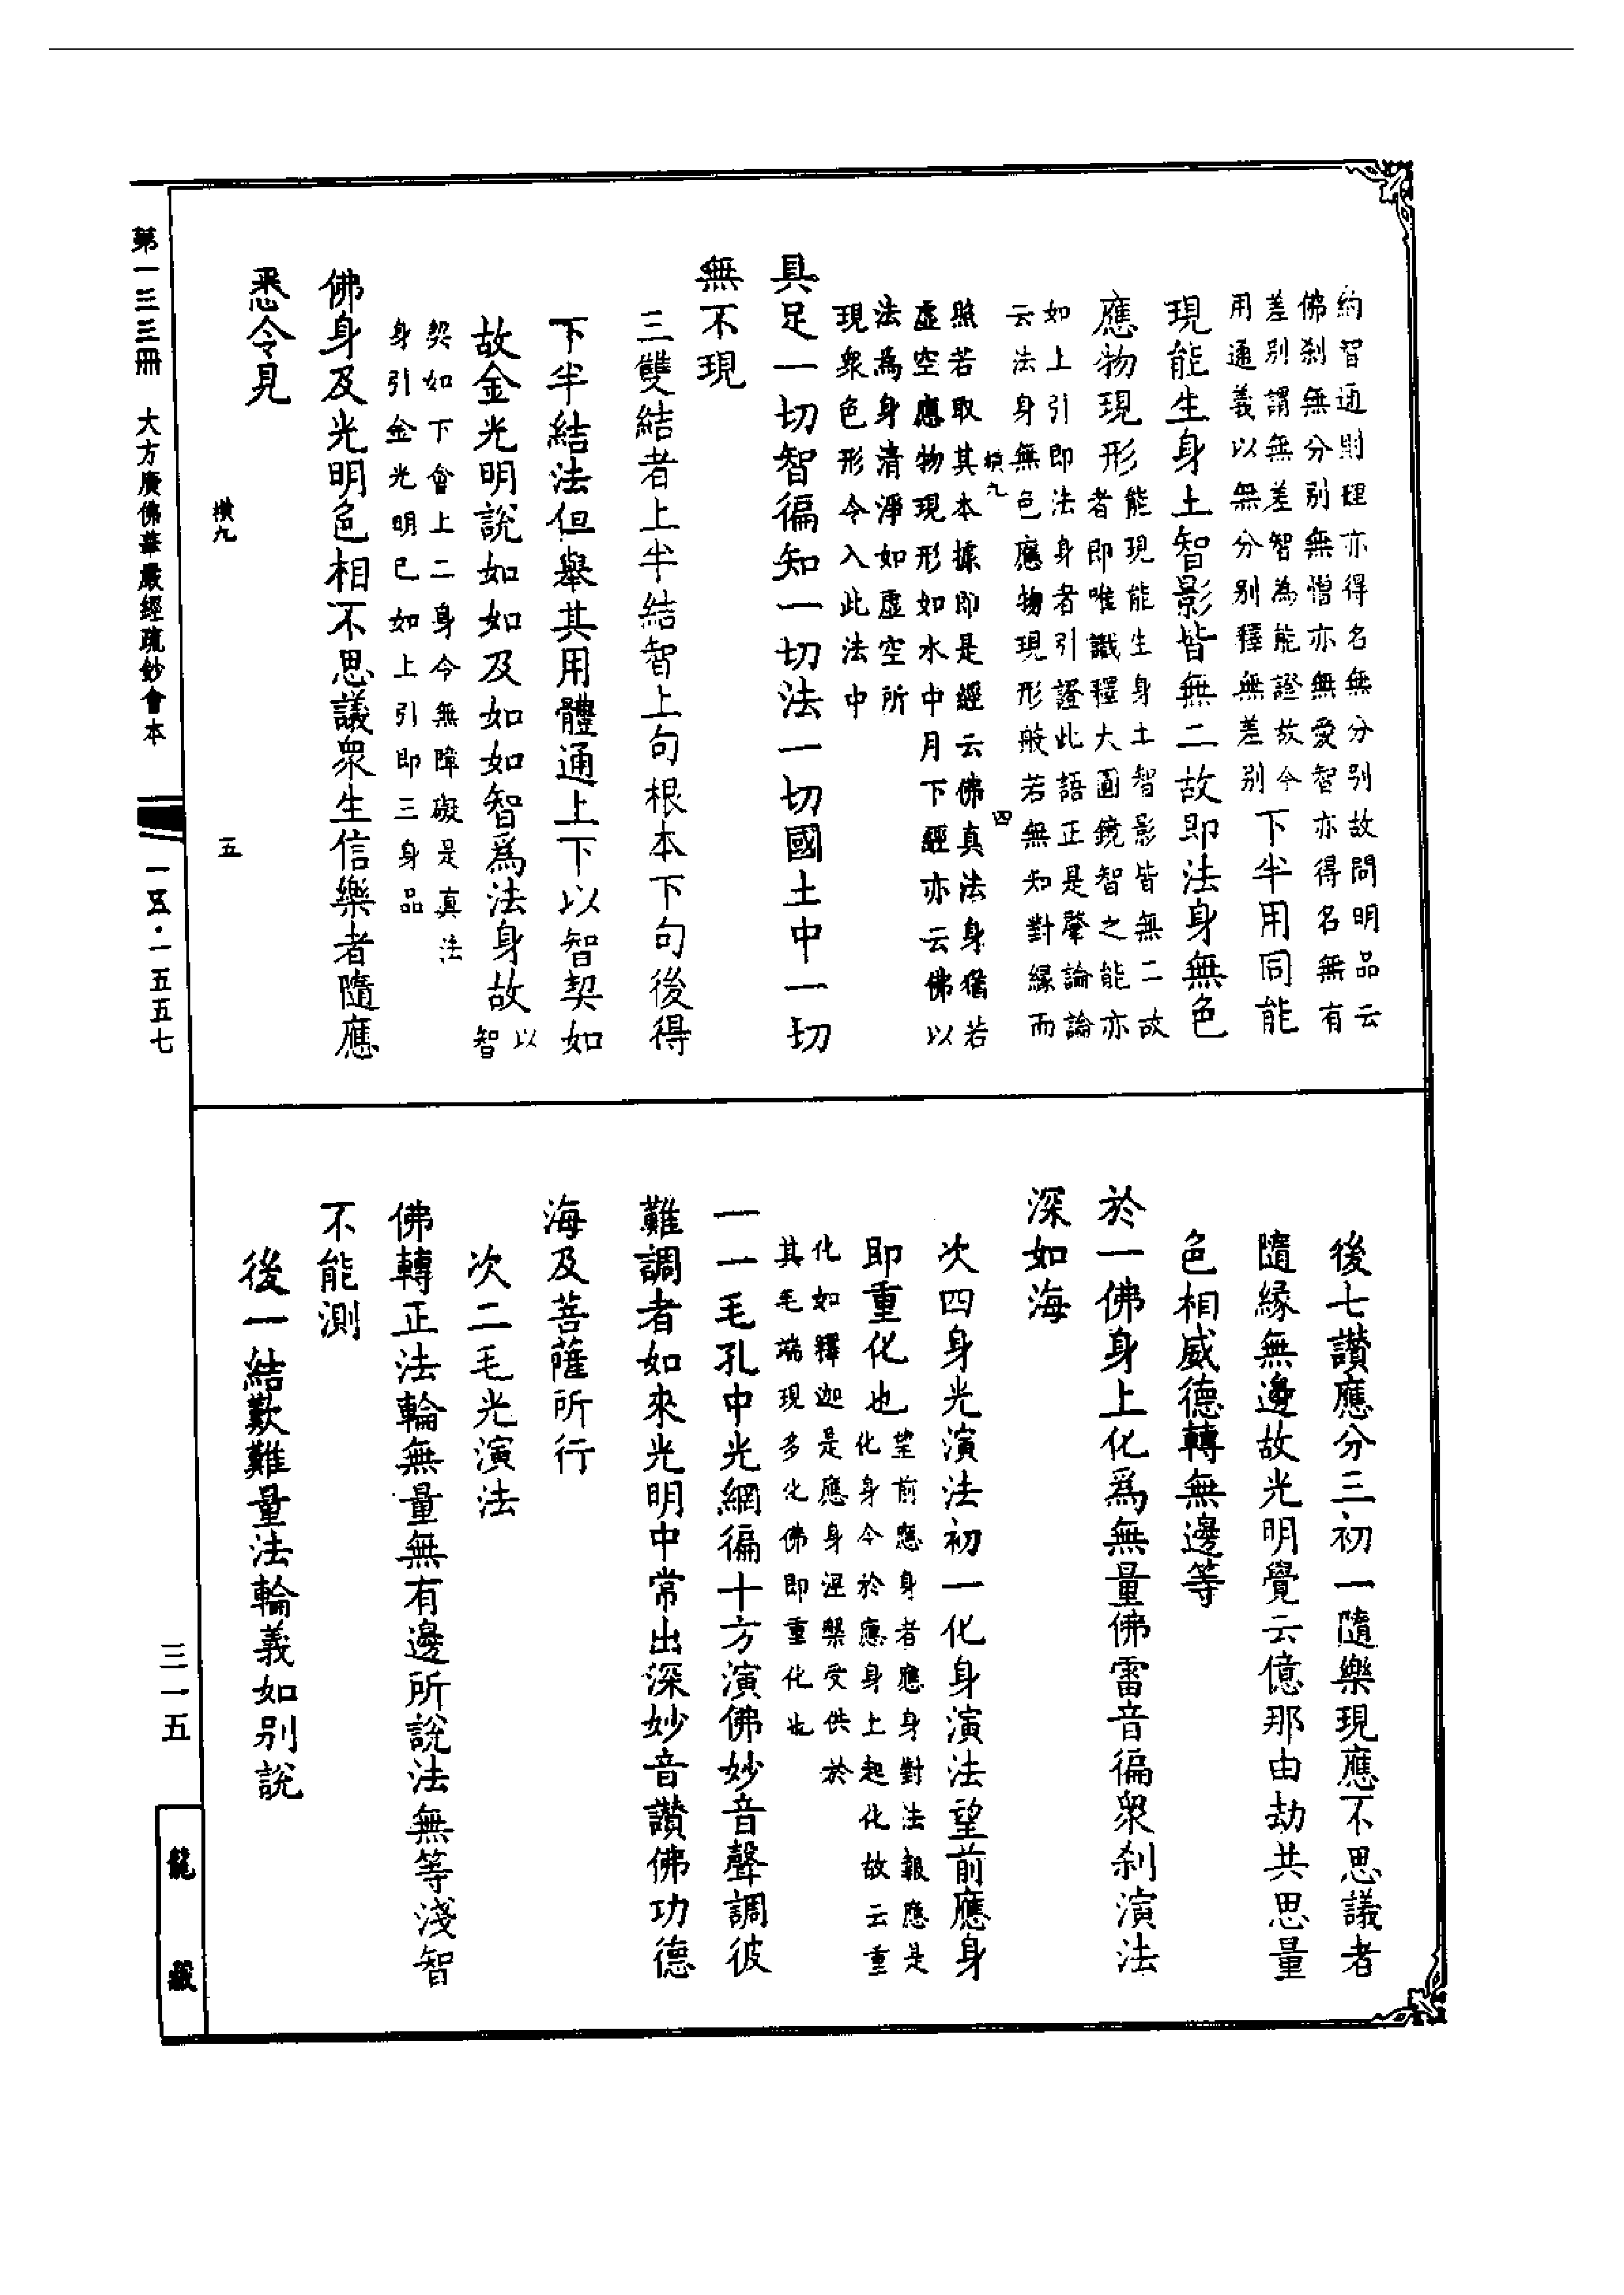 約智通則理亦得名無分別故問明品云
佛刹無分別無憎亦無愛智亦得名無有
差別謂無差智為能證故今
用通義以無分別釋無差別
下半用同能
現能生身土智影皆無二故即法身無色
應物現形
能現能生身土智影皆無二故
者即唯識釋大圓鏡智之能亦
如上引即法身者引證此語正是肇論論
云法身無色應物現形般若無知對緣而
照若取其本據即是經云佛真法身猶若
虛空應物現形如水中月下經亦云佛以
法為身清淨如虛空所
現衆色形令入此法中
橫九
四
具足一切智徧知一切法一切國土中一切
無不現
三雙結者上半結智上句根本下句後得
下半結法但舉其用體通上下以智契如
故金光明說如如及如如智爲法身故
以
智
契如下會上二身今無障礙是真法
身引金光明已如上引即三身品
佛身及光明色相不思議衆生信樂者隨應
悉令見
橫九
五
後七讚應分三初一隨樂現應不思議者
隨緣無邊故光明覺云億那由劫共思量
色相威德轉無邊等
於一佛身上化爲無量佛雷音徧衆刹演法
深如海
次四身光演法初一化身演法望前應身
即重化也
望前應身者應身對法報應是
化身今於應身上起化故云重
化如釋迦是應身涅槃受供於
其毛端現多化佛即重化也
一一毛孔中光網徧十方演佛妙音聲調彼
難調者如來光明中常出深妙音讚佛功德
海及菩薩所行
次二毛光演法
佛轉正法輪無量無有邊所說法無等淺智
不能測
後一結歎難量法輪義如別說
第一三三冊 大方廣佛華嚴經疏鈔會本
一五·一五五七
三一五
龍藏